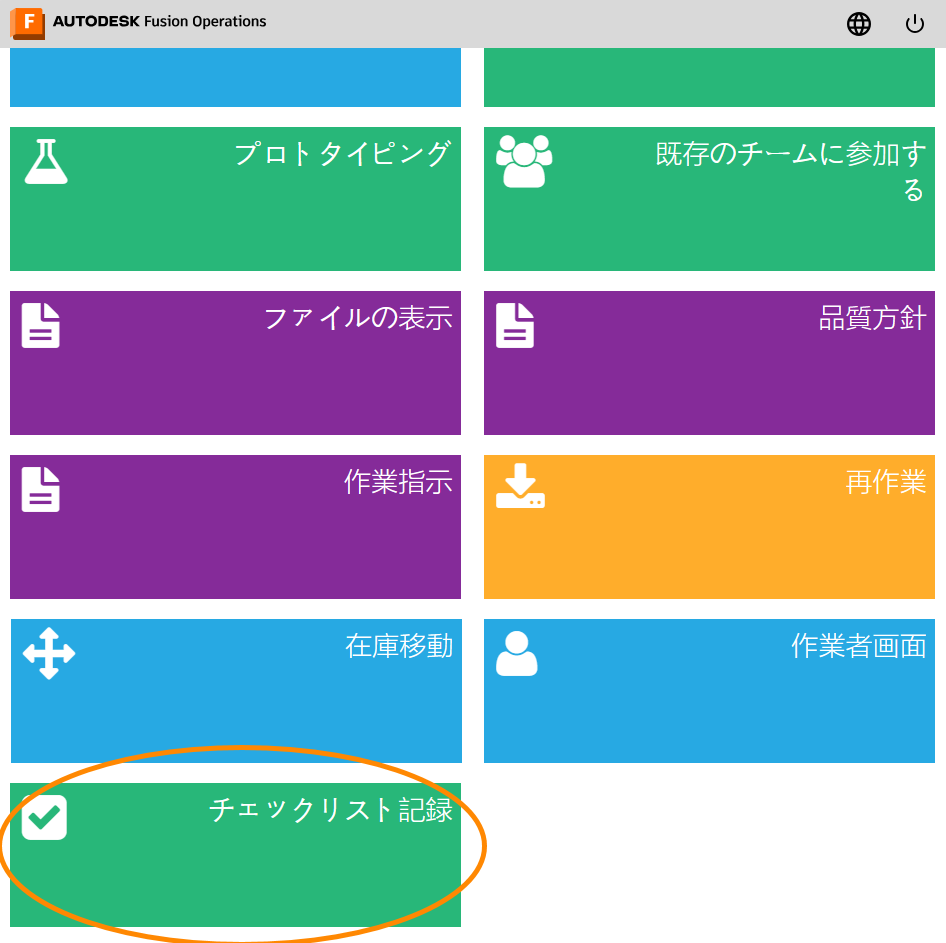 F AUTODESK Fusion Operations
プロトタイピング
既存のチームに参加す
る
ファイルの表示
品質方針
作業指示
再作業
在庫移動
作業者画面
チェックリスト記録